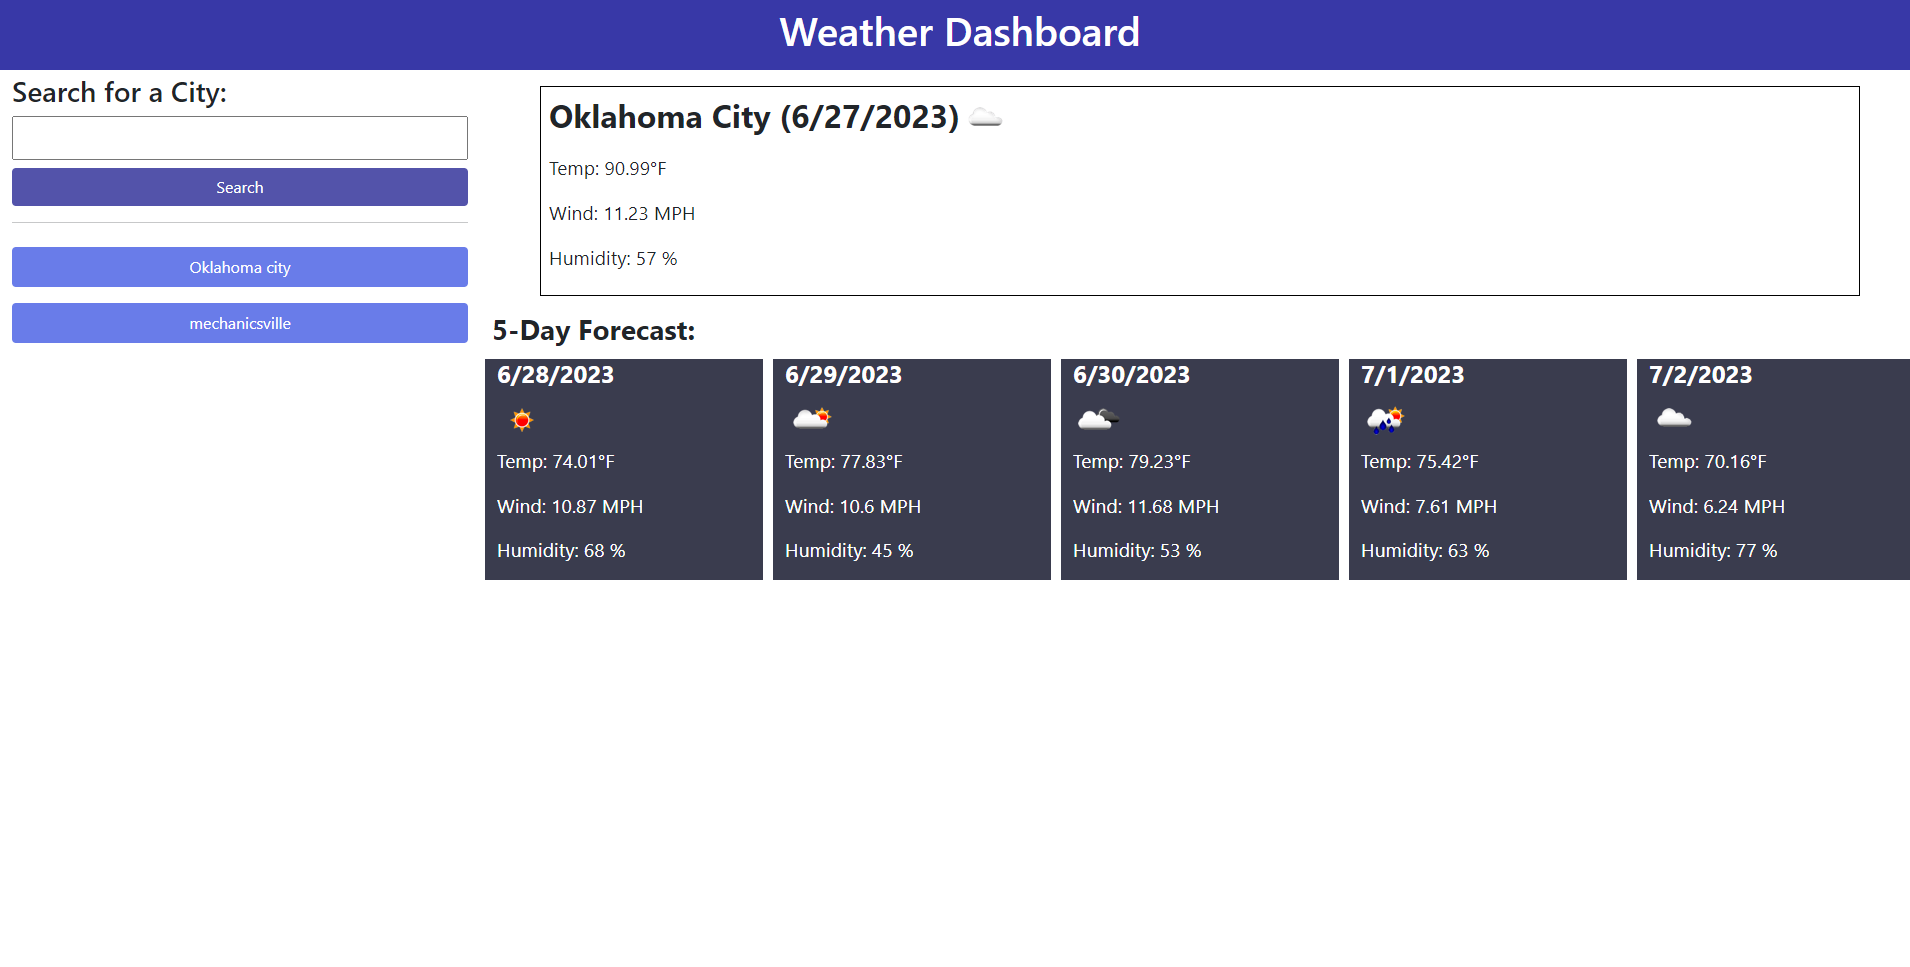 Weather Dashboard
Search for a City:
Search
Oklahoma city
mechanicsville
Oklahoma City (6/27/2023)
Temp: 90.99°F
Wind: 11.23 MPH
Humidity: 57 %
5-Day Forecast:
6/28/2023
Temp: 74.01°F
Wind: 10.87 MPH
Humidity: 68 %
6/29/2023
Temp: 77.83°F
Wind: 10.6 MPH
Humidity: 45 %
6/30/2023
Temp: 79.23°F
Wind: 11.68 MPH
Humidity: 53 %
7/1/2023
Temp: 75.42°F
Wind: 7.61 MPH
Humidity: 63 %
7/2/2023
Temp: 70.16°F
Wind: 6.24 MPH
Humidity: 77 %